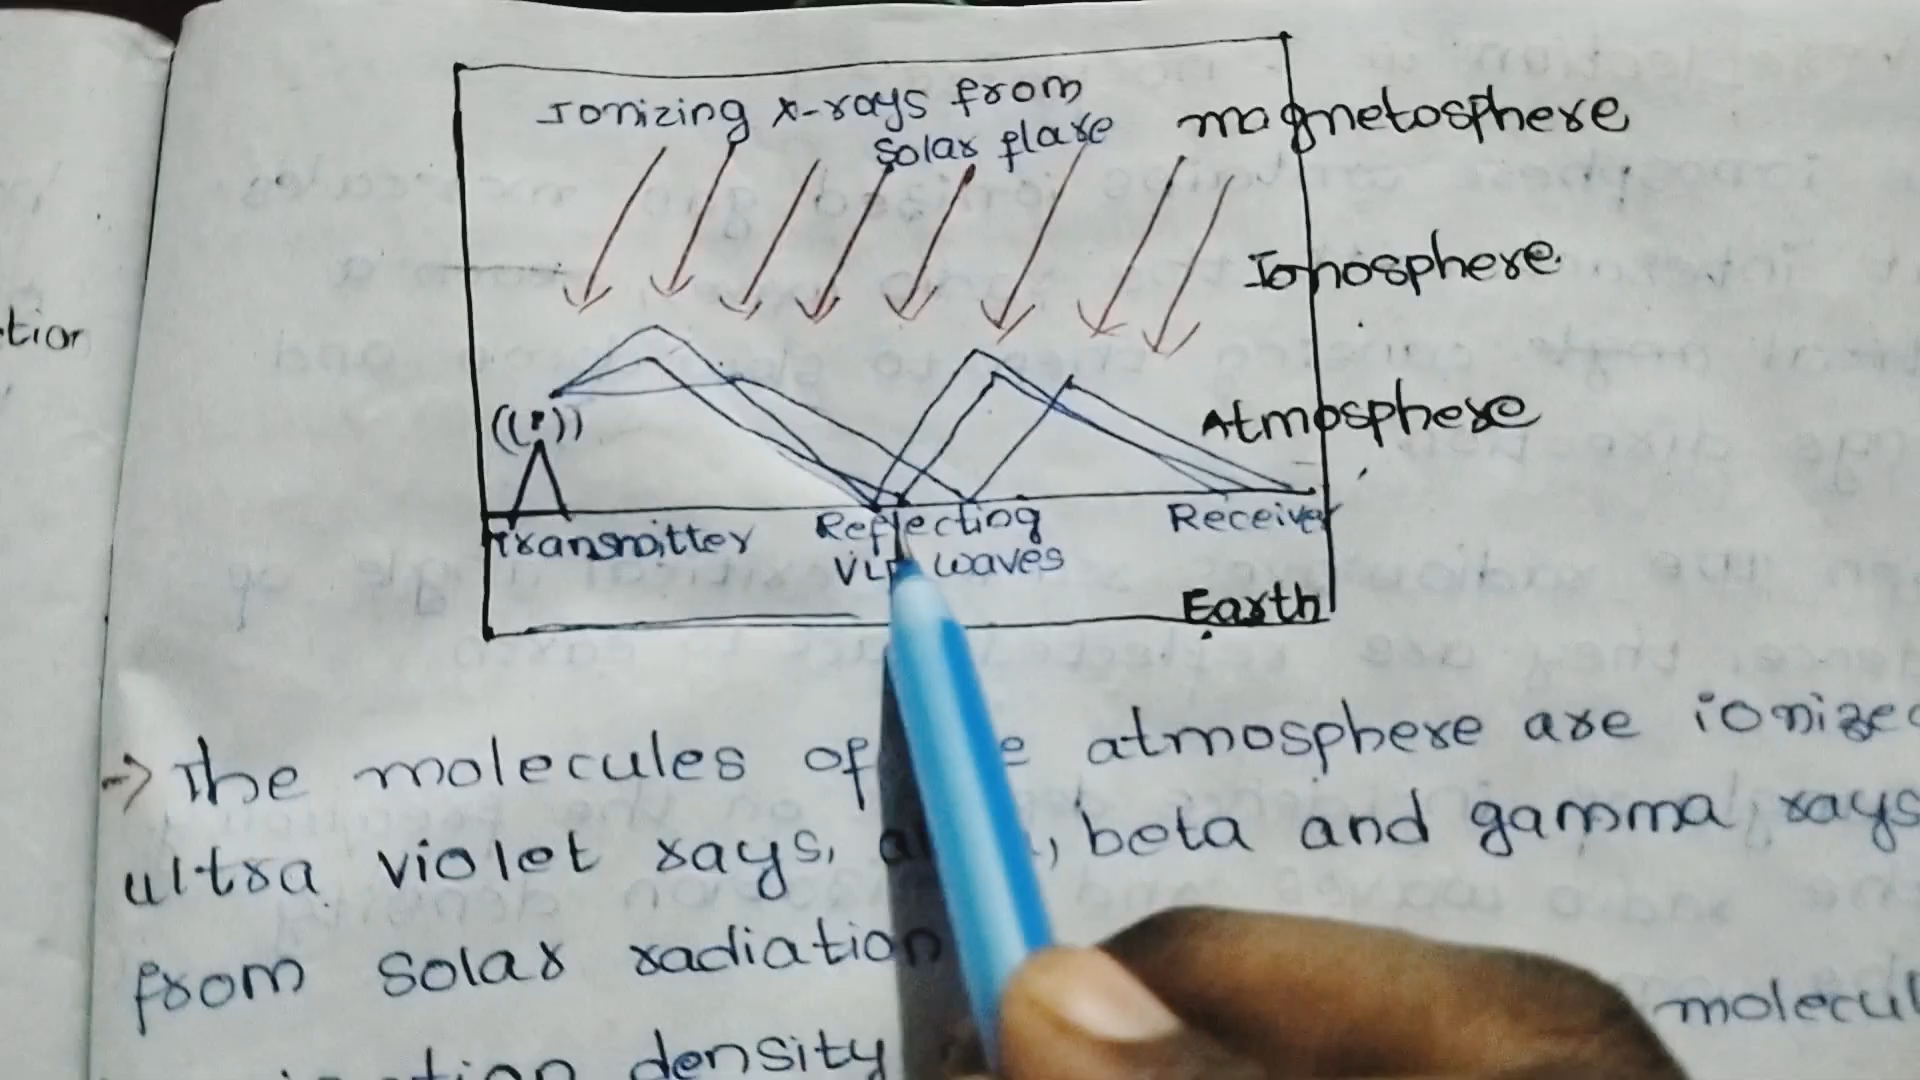 Ionizing x-rays from
solar flare
magnetosphere
Ionosphere
tion
Atmosphere
((?))
Transmitter
Reflecting
VLF waves
Receiver
Earth
-> The molecules of atmosphere are ionized
ultra violet rays, beta and gamma rays
from solar radiation
molecul
density